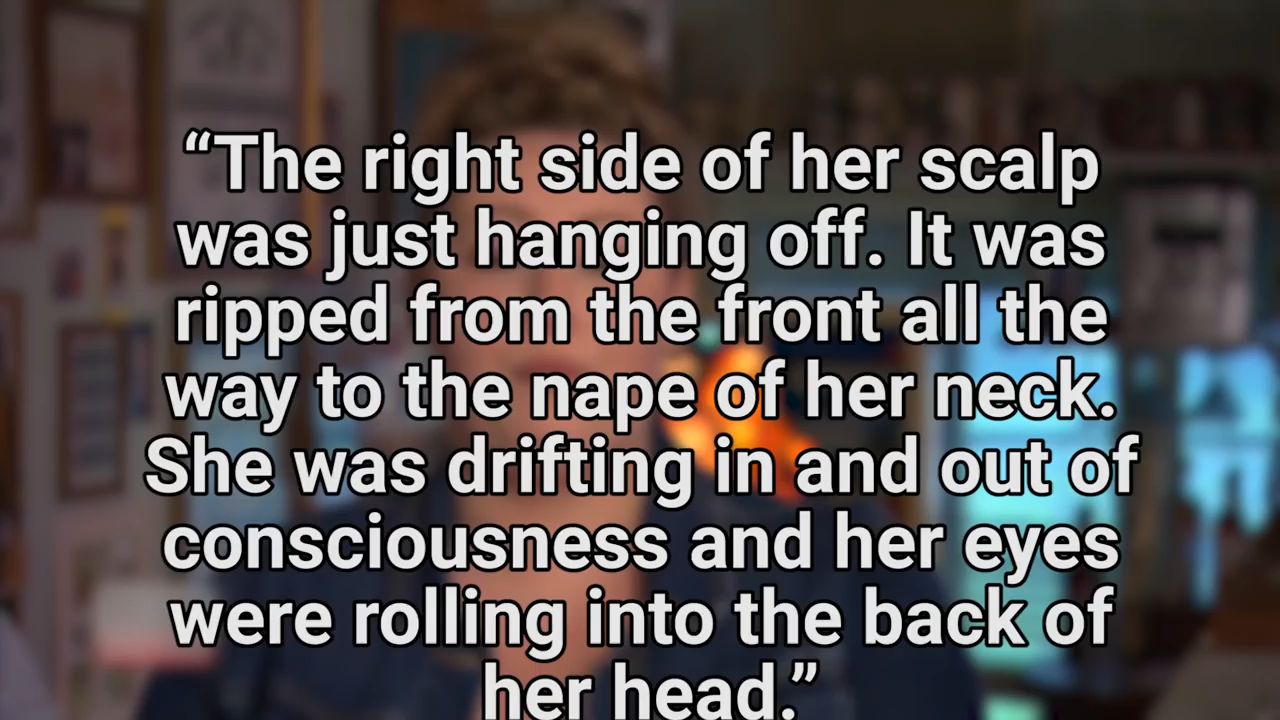 “The right side of her scalp
was just hanging off. It was
ripped from the front all the
way to the nape of her neck.
She was drifting in and out of
consciousness and her eyes
were rolling into the back of
her head.”